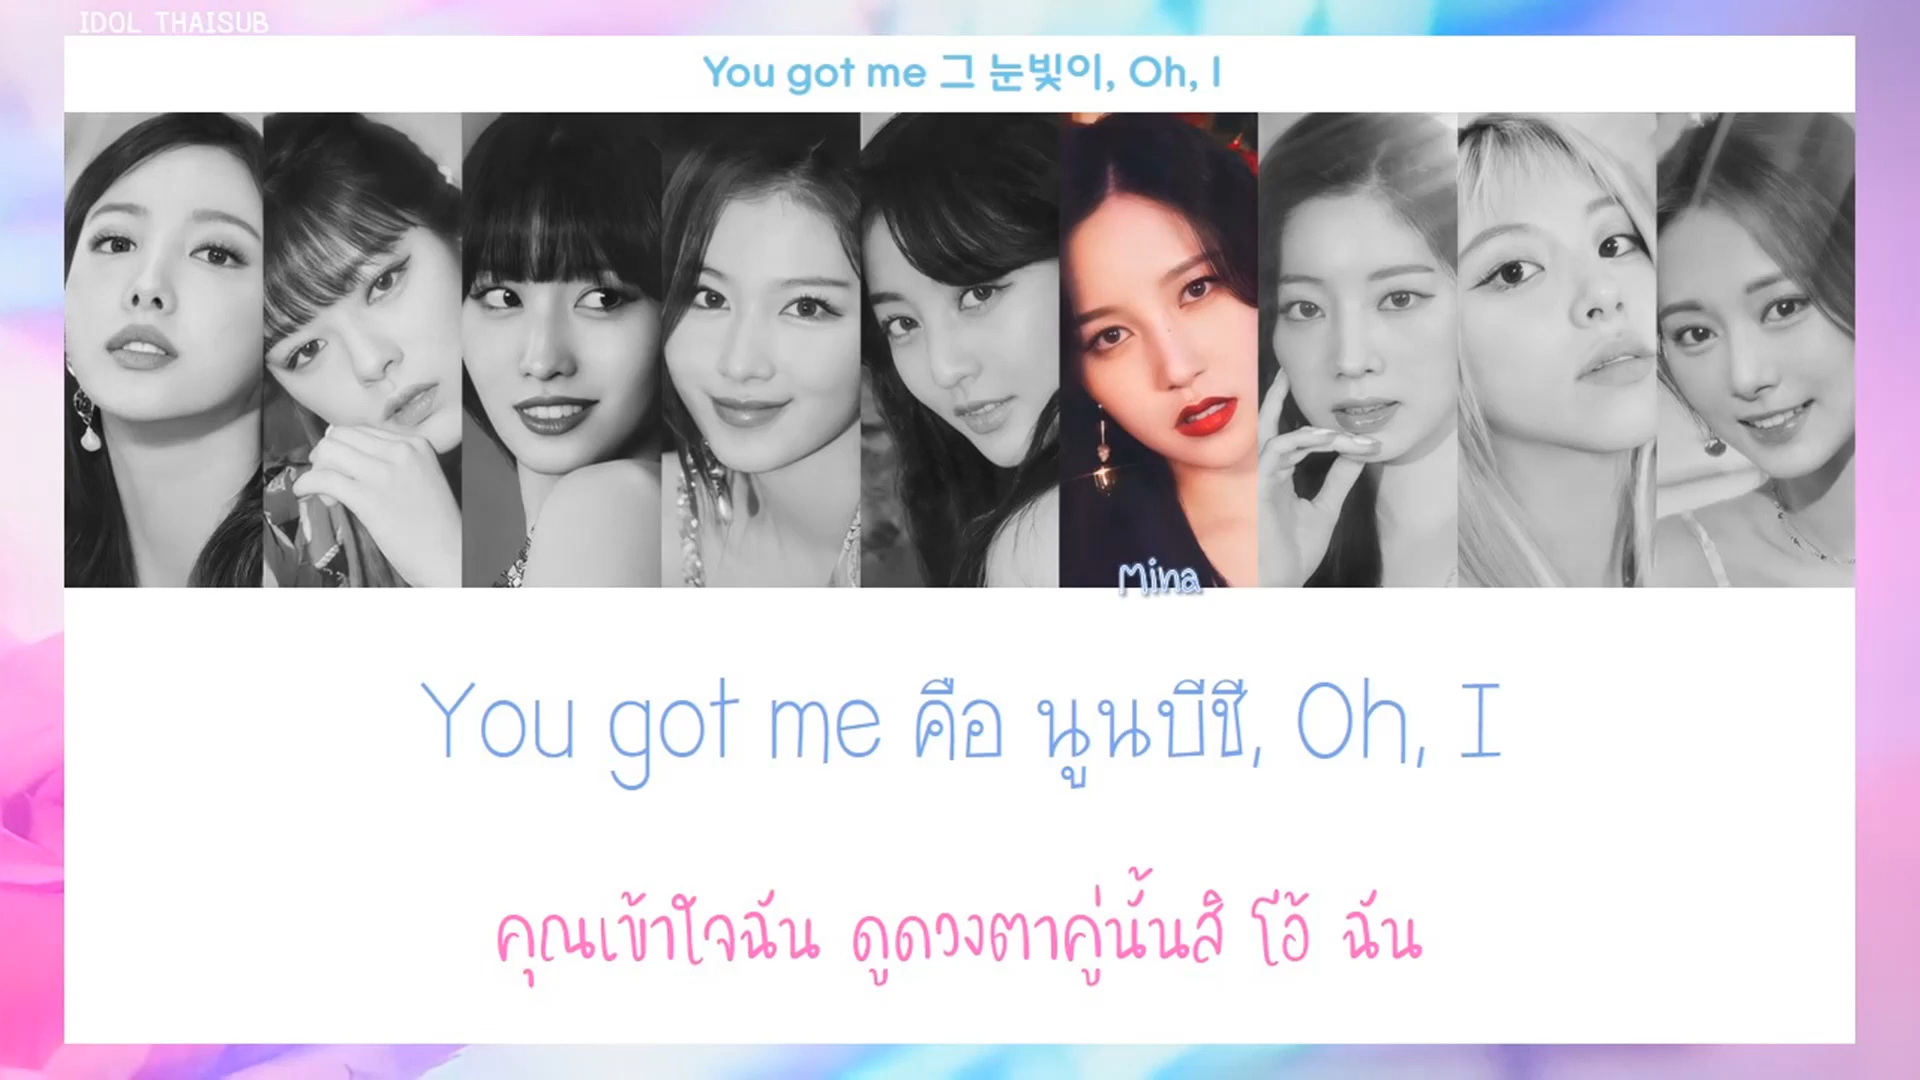 IDOL THAISUB
You got me 그 눈빛이, Oh, I
Mina
You got me คือ นูนบีชี, Oh, I
คุณเข้าใจฉัน ดูดวงตาคู่นั้นสิ โอ้ ฉัน